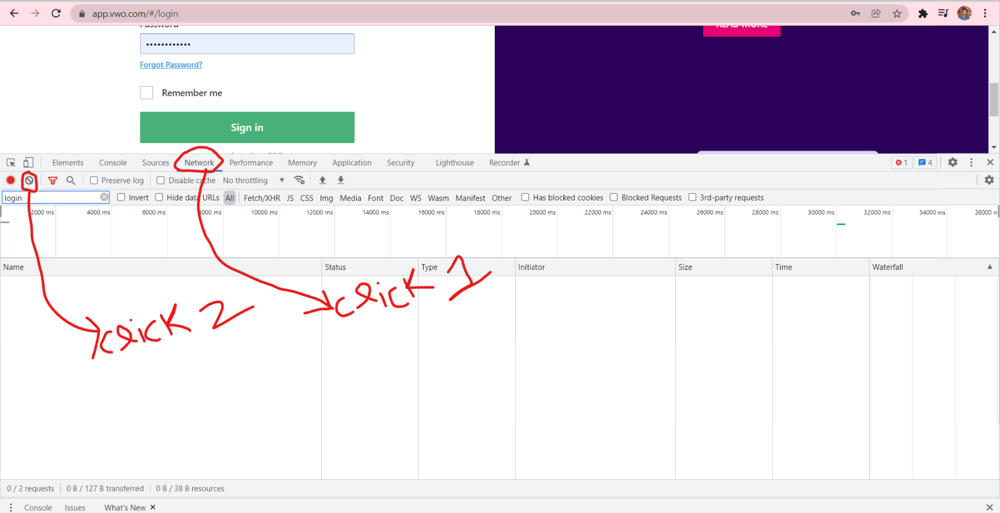 app.vwo.com/#/login
Password
READ MORE
••••••••••••
Forgot Password?
Remember me
Sign in
Elements Console Sources Network Performance Memory Application Security Lighthouse Recorder 1 4
Preserve log Disable cache No throttling
login Invert Hide data URLs All Fetch/XHR JS CSS Img Media Font Doc WS Wasm Manifest Other Has blocked cookies Blocked Requests 3rd-party requests
2000 ms 4000 ms 6000 ms 8000 ms 10000 ms 12000 ms 14000 ms 16000 ms 18000 ms 20000 ms 22000 ms 24000 ms 26000 ms 28000 ms 30000 ms 32000 ms 34000 ms 36000 m
Name Status Type Initiator Size Time Waterfall
click 1
click 2
0 / 2 requests 0 B / 127 B transferred 0 B / 38 B resources
Console Issues What's New